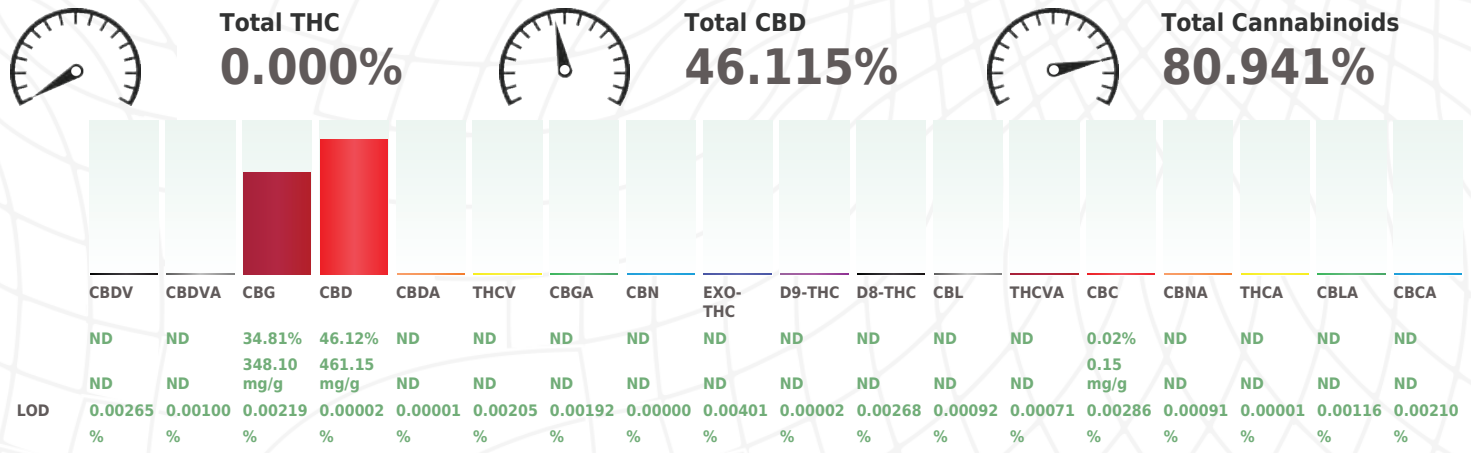 Total THC Total CBD Total Cannabinoids
0.000% 46.115% 80.941%
CBDV CBDVA CBG CBD CBDA THCV CBGA CBN EXO- D9-THC D8-THC CBL THCVA CBC CBNA THCA CBLA CBCA
THC
ND ND 34.81% 46.12% ND ND ND ND ND ND ND ND ND 0.02% ND ND ND ND
348.10 461.15 0.15
ND ND mg/g mg/g ND ND ND ND ND ND ND ND ND mg/g ND ND ND ND
LOD 0.00265 0.00100 0.00219 0.00002 0.00001 0.00205 0.00192 0.00000 0.00401 0.00002 0.00268 0.00092 0.00071 0.00286 0.00091 0.00001 0.00116 0.00210
% % % % % % % % % % % % % % % % % %